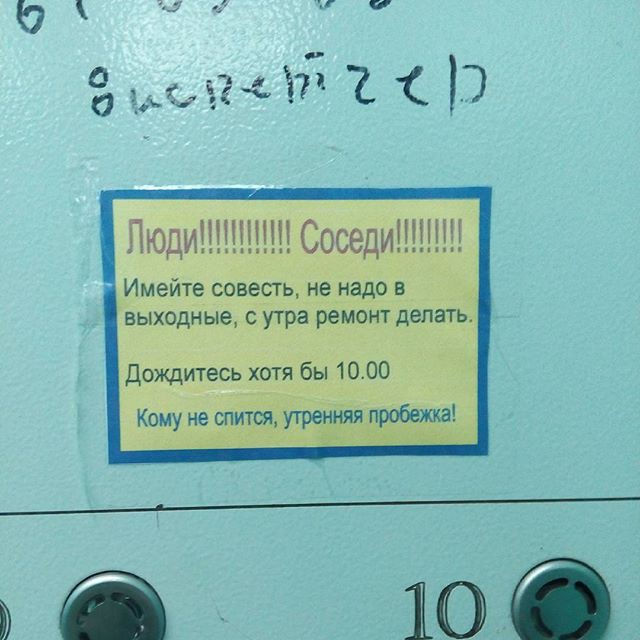 диспетчер
Люди!!!!!!!!!!!!! Соседи!!!!!!!!!
Имейте совесть, не надо в
выходные, с утра ремонт делать.
Дождитесь хотя бы 10.00
Кому не спится, утренняя пробежка!
10